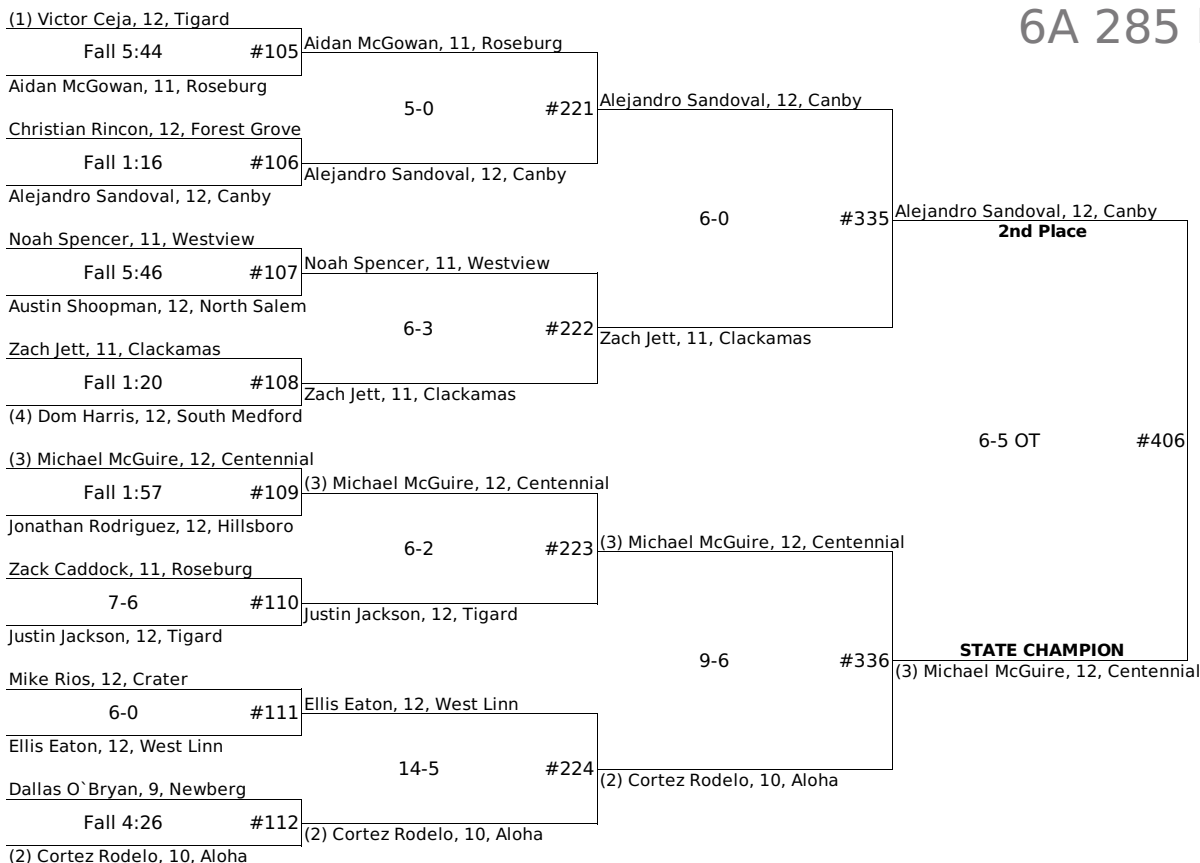 6A 285
(1) Victor Ceja, 12, Tigard
Fall 5:44 #105
Aidan McGowan, 11, Roseburg
Christian Rincon, 12, Forest Grove
Fall 1:16 #106
Alejandro Sandoval, 12, Canby
Noah Spencer, 11, Westview
Fall 5:46 #107
Austin Shoopman, 12, North Salem
Zach Jett, 11, Clackamas
Fall 1:20 #108
(4) Dom Harris, 12, South Medford
(3) Michael McGuire, 12, Centennial
Fall 1:57 #109
Jonathan Rodriguez, 12, Hillsboro
Zack Caddock, 11, Roseburg
7-6 #110
Justin Jackson, 12, Tigard
Mike Rios, 12, Crater
6-0 #111
Ellis Eaton, 12, West Linn
Dallas O`Bryan, 9, Newberg
Fall 4:26 #112
(2) Cortez Rodelo, 10, Aloha
Aidan McGowan, 11, Roseburg
5-0 #221
Alejandro Sandoval, 12, Canby
Noah Spencer, 11, Westview
6-3 #222
Zach Jett, 11, Clackamas
(3) Michael McGuire, 12, Centennial
6-2 #223
Justin Jackson, 12, Tigard
Ellis Eaton, 12, West Linn
14-5 #224
(2) Cortez Rodelo, 10, Aloha
Alejandro Sandoval, 12, Canby
6-0 #335
Zach Jett, 11, Clackamas
(3) Michael McGuire, 12, Centennial
9-6 #336
(2) Cortez Rodelo, 10, Aloha
Alejandro Sandoval, 12, Canby
2nd Place
6-5 OT #406
STATE CHAMPION
(3) Michael McGuire, 12, Centennial